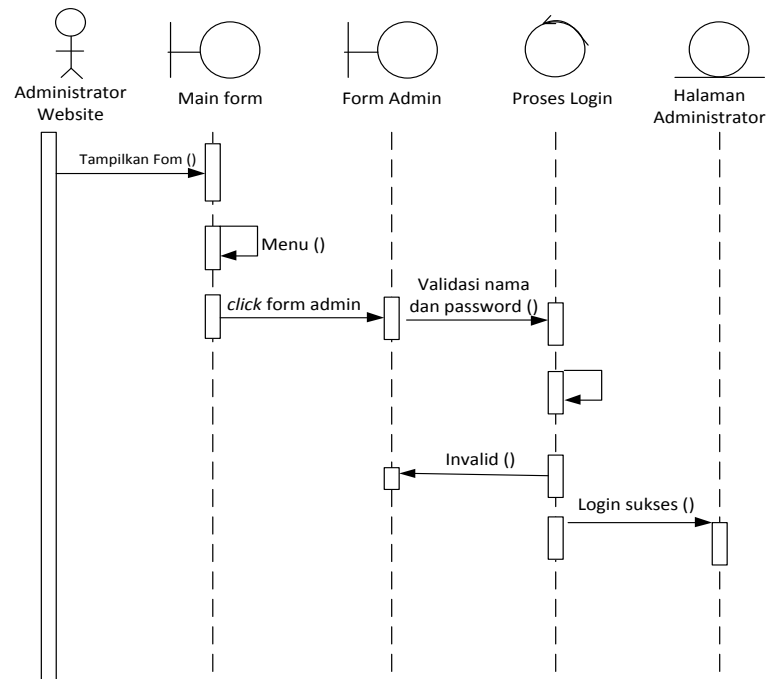 Administrator
Website
Main form
Form Admin
Proses Login
Halaman
Administrator
Tampilkan Fom ()
Menu ()
click form admin
Validasi nama
dan password ()
Invalid ()
Login sukses ()